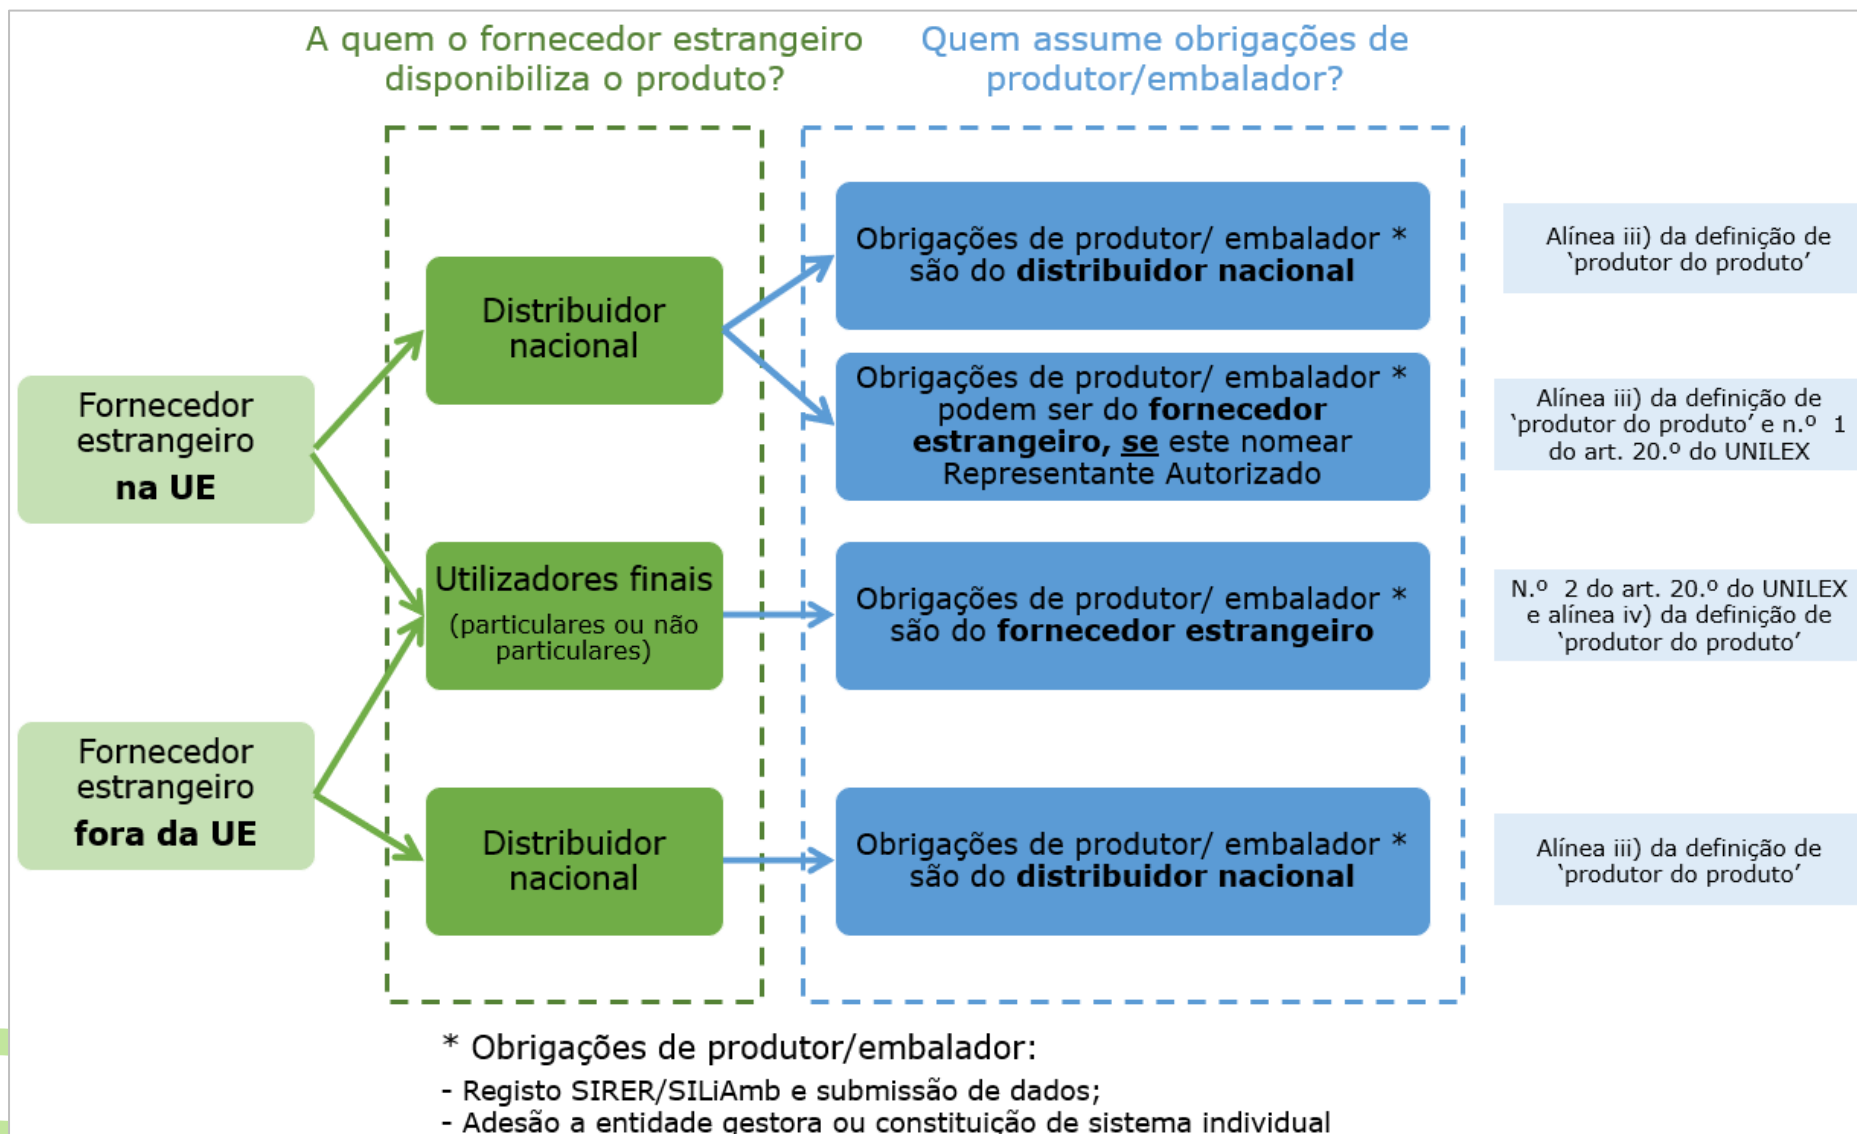 A quem o fornecedor estrangeiro
disponibiliza o produto?
Quem assume obrigações de
produtor/embalador?
Fornecedor
estrangeiro
na UE
Fornecedor
estrangeiro
fora da UE
Distribuidor
nacional
Utilizadores finais
(particulares ou não
particulares)
Distribuidor
nacional
Obrigações de produtor/ embalador *
são do distribuidor nacional
Obrigações de produtor/ embalador *
podem ser do fornecedor
estrangeiro, se este nomear
Representante Autorizado
Obrigações de produtor/ embalador *
são do fornecedor estrangeiro
Obrigações de produtor/ embalador *
são do distribuidor nacional
Alínea iii) da definição de
‘produtor do produto’
Alínea iii) da definição de
‘produtor do produto’ e n.º 1
do art. 20.º do UNILEX
N.º 2 do art. 20.º do UNILEX
e alínea iv) da definição de
‘produtor do produto’
Alínea iii) da definição de
‘produtor do produto’
* Obrigações de produtor/embalador:
- Registo SIRER/SILiAmb e submissão de dados;
- Adesão a entidade gestora ou constituição de sistema individual